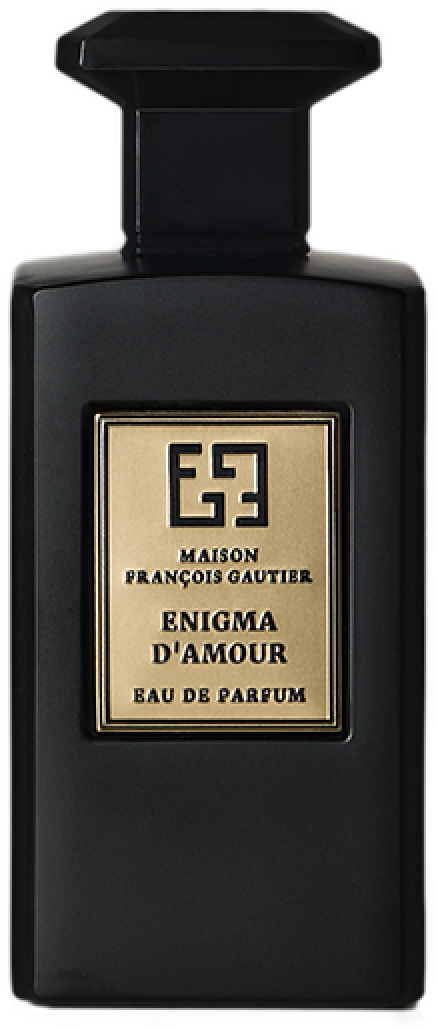 MAISON
FRANÇOIS GAUTIER
ENIGMA
D'AMOUR
EAU DE PARFUM